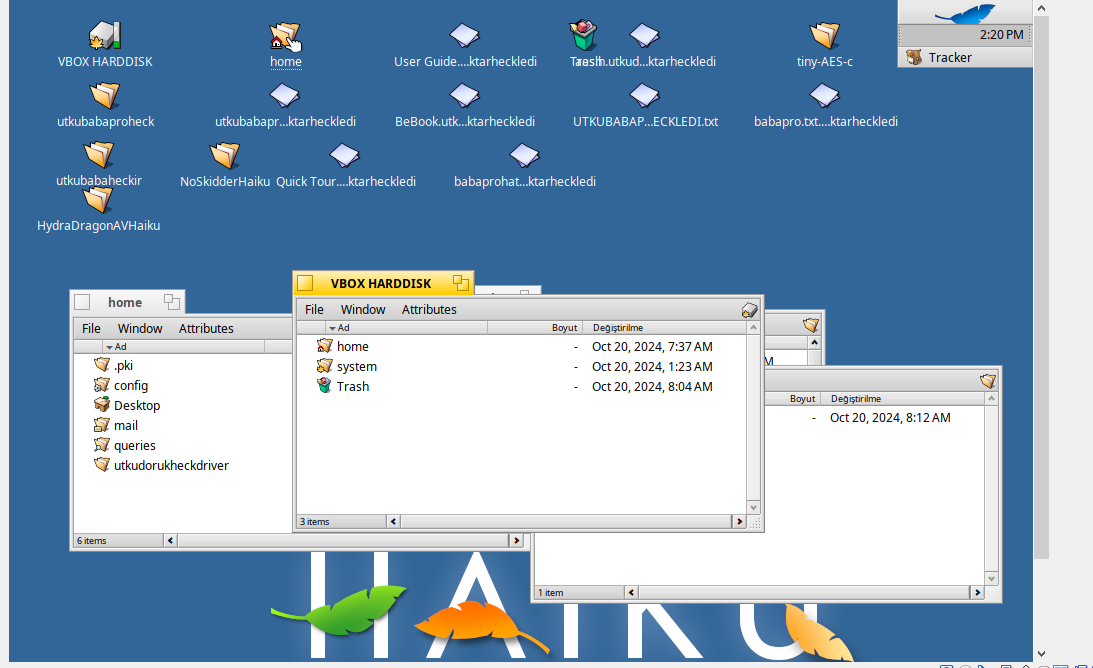 VBOX HARDDISK
home
User Guide....ktarheckledi
Trash
n.utkud...ktarheckledi
tiny-AES-c
2:20 PM
Tracker
utkubabaproheck
utkubabapr...ktarheckledi
BeBook.utk...ktarheckledi
UTKUBABAP...ECKLEDI.txt
babapro.txt....ktarheckledi
utkubabaheckir
NoSkidderHaiku
Quick Tour....ktarheckledi
babaprohat...ktarheckledi
HydraDragonAVHaiku
home
File Window Attributes
Ad
.pki
config
Desktop
mail
queries
utkudorukheckdriver
6 items
VBOX HARDDISK
File Window Attributes
Ad Boyut Değiştirilme
home - Oct 20, 2024, 7:37 AM
system - Oct 20, 2024, 1:23 AM
Trash - Oct 20, 2024, 8:04 AM
3 items
M
Boyut Değiştirilme
- Oct 20, 2024, 8:12 AM
1 item
HAIKU